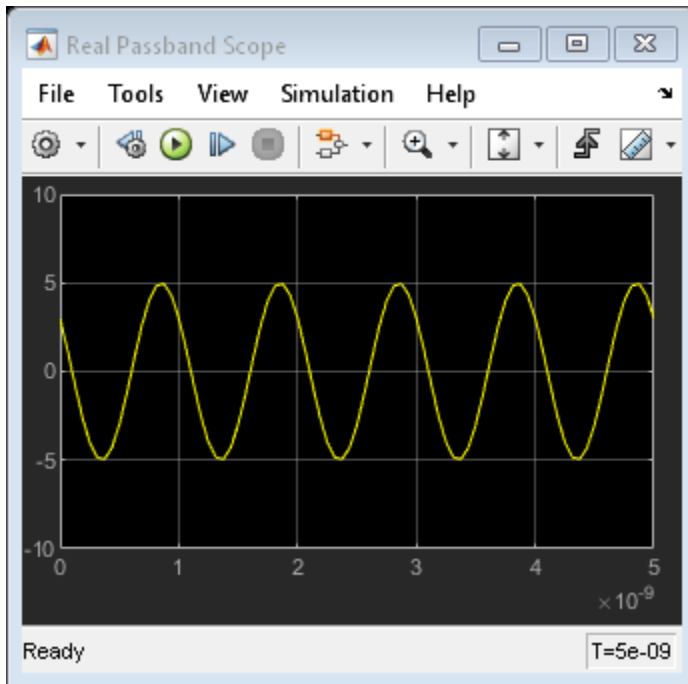 Real Passband Scope
File Tools View Simulation Help
10
5
0
-5
-10
0 1 2 3 4 5
×10-9
Ready T=5e-09